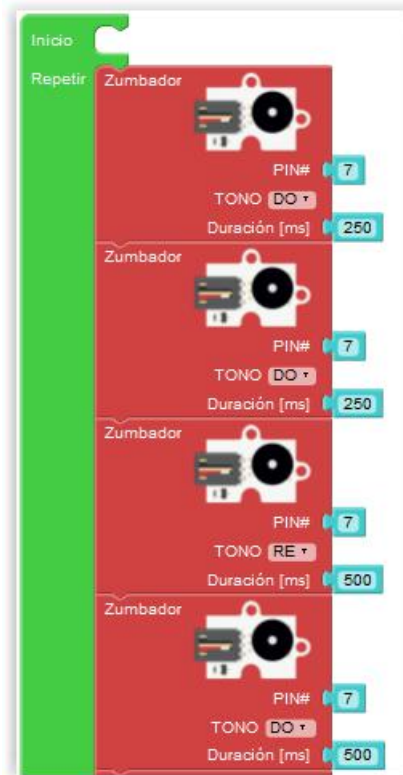 Inicio
Repetir Zumbador
PIN# 7
TONO DO
Duración [ms] 250
Zumbador
PIN# 7
TONO DO
Duración [ms] 250
Zumbador
PIN# 7
TONO RE
Duración [ms] 500
Zumbador
PIN# 7
TONO DO
Duración [ms] 500